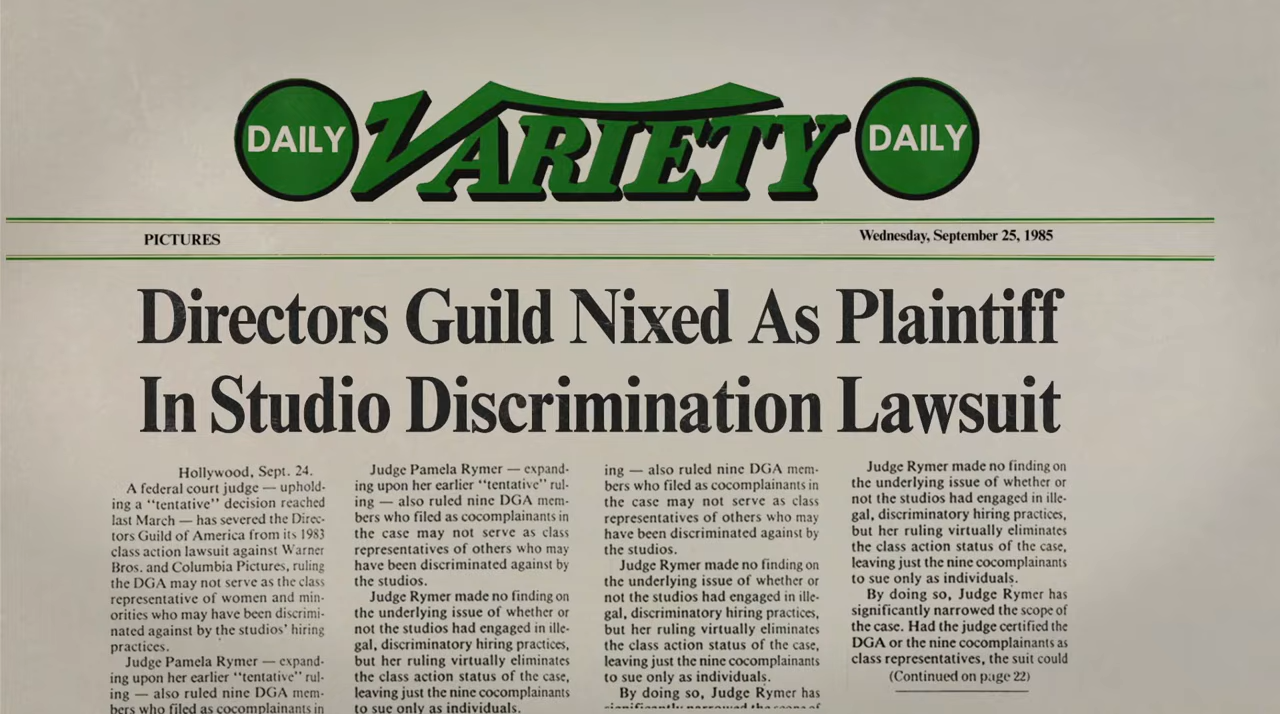 DAILY VARIETY DAILY
PICTURES
Wednesday, September 25, 1985
Directors Guild Nixed As Plaintiff
In Studio Discrimination Lawsuit
Hollywood, Sept. 24.
A federal court judge — uphold-
ing a “tentative” decision reached
last March — has severed the Direc-
tors Guild of America from its 1983
class action lawsuit against Warner
Bros. and Columbia Pictures, ruling
the DGA may not serve as the class
representative of women and min-
orities who may have been discrimi-
nated against by the studios’ hiring
practices.
Judge Pamela Rymer — expand-
ing upon her earlier “tentative” rul-
ing — also ruled nine DGA mem-
bers who filed as cocomplainants in
Judge Pamela Rymer — expand-
ing upon her earlier “tentative” rul-
ing — also ruled nine DGA mem-
bers who filed as cocomplainants in
the case may not serve as class
representatives of others who may
have been discriminated against by
the studios.
Judge Rymer made no finding on
the underlying issue of whether or
not the studios had engaged in ille-
gal, discriminatory hiring practices,
but her ruling virtually eliminates
the class action status of the case,
leaving just the nine cocomplainants
to sue only as individuals.
ing — also ruled nine DGA mem-
bers who filed as cocomplainants in
the case may not serve as class
representatives of others who may
have been discriminated against by
the studios.
Judge Rymer made no finding on
the underlying issue of whether or
not the studios had engaged in ille-
gal, discriminatory hiring practices,
but her ruling virtually eliminates
the class action status of the case,
leaving just the nine cocomplainants
to sue only as individuals.
By doing so, Judge Rymer has
significantly narrowed the scope of
Judge Rymer made no finding on
the underlying issue of whether or
not the studios had engaged in ille-
gal, discriminatory hiring practices,
but her ruling virtually eliminates
the class action status of the case,
leaving just the nine cocomplainants
to sue only as individuals.
By doing so, Judge Rymer has
significantly narrowed the scope of
the case. Had the judge certified the
DGA or the nine cocomplainants as
class representatives, the suit could
(Continued on page 22)